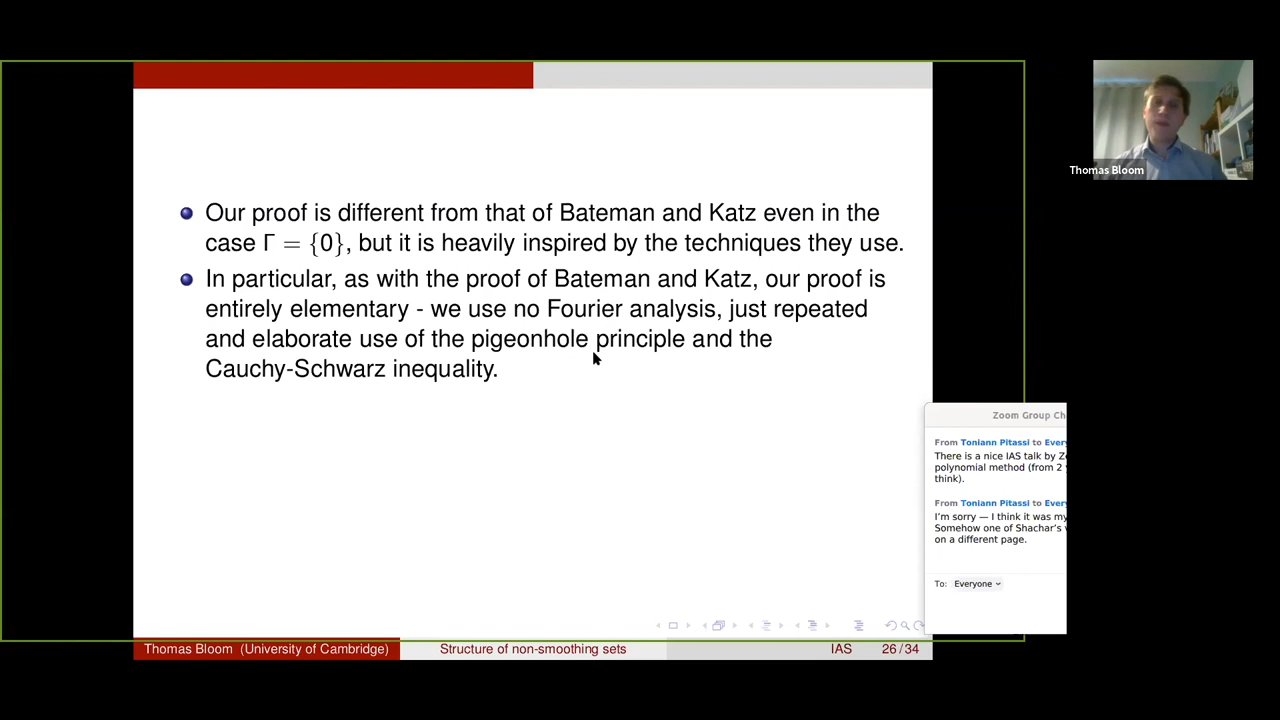 Our proof is different from that of Bateman and Katz even in the
case Γ = {0}, but it is heavily inspired by the techniques they use.
In particular, as with the proof of Bateman and Katz, our proof is
entirely elementary - we use no Fourier analysis, just repeated
and elaborate use of the pigeonhole principle and the
Cauchy-Schwarz inequality.
Thomas Bloom (University of Cambridge)
Structure of non-smoothing sets
IAS
26 / 34
Thomas Bloom
Zoom Group Ch
From Toniann Pitassi to Every
There is a nice IAS talk by Ze
polynomial method (from 2
think).
From Toniann Pitassi to Every
I'm sorry — I think it was my
Somehow one of Shachar's
on a different page.
To: Everyone